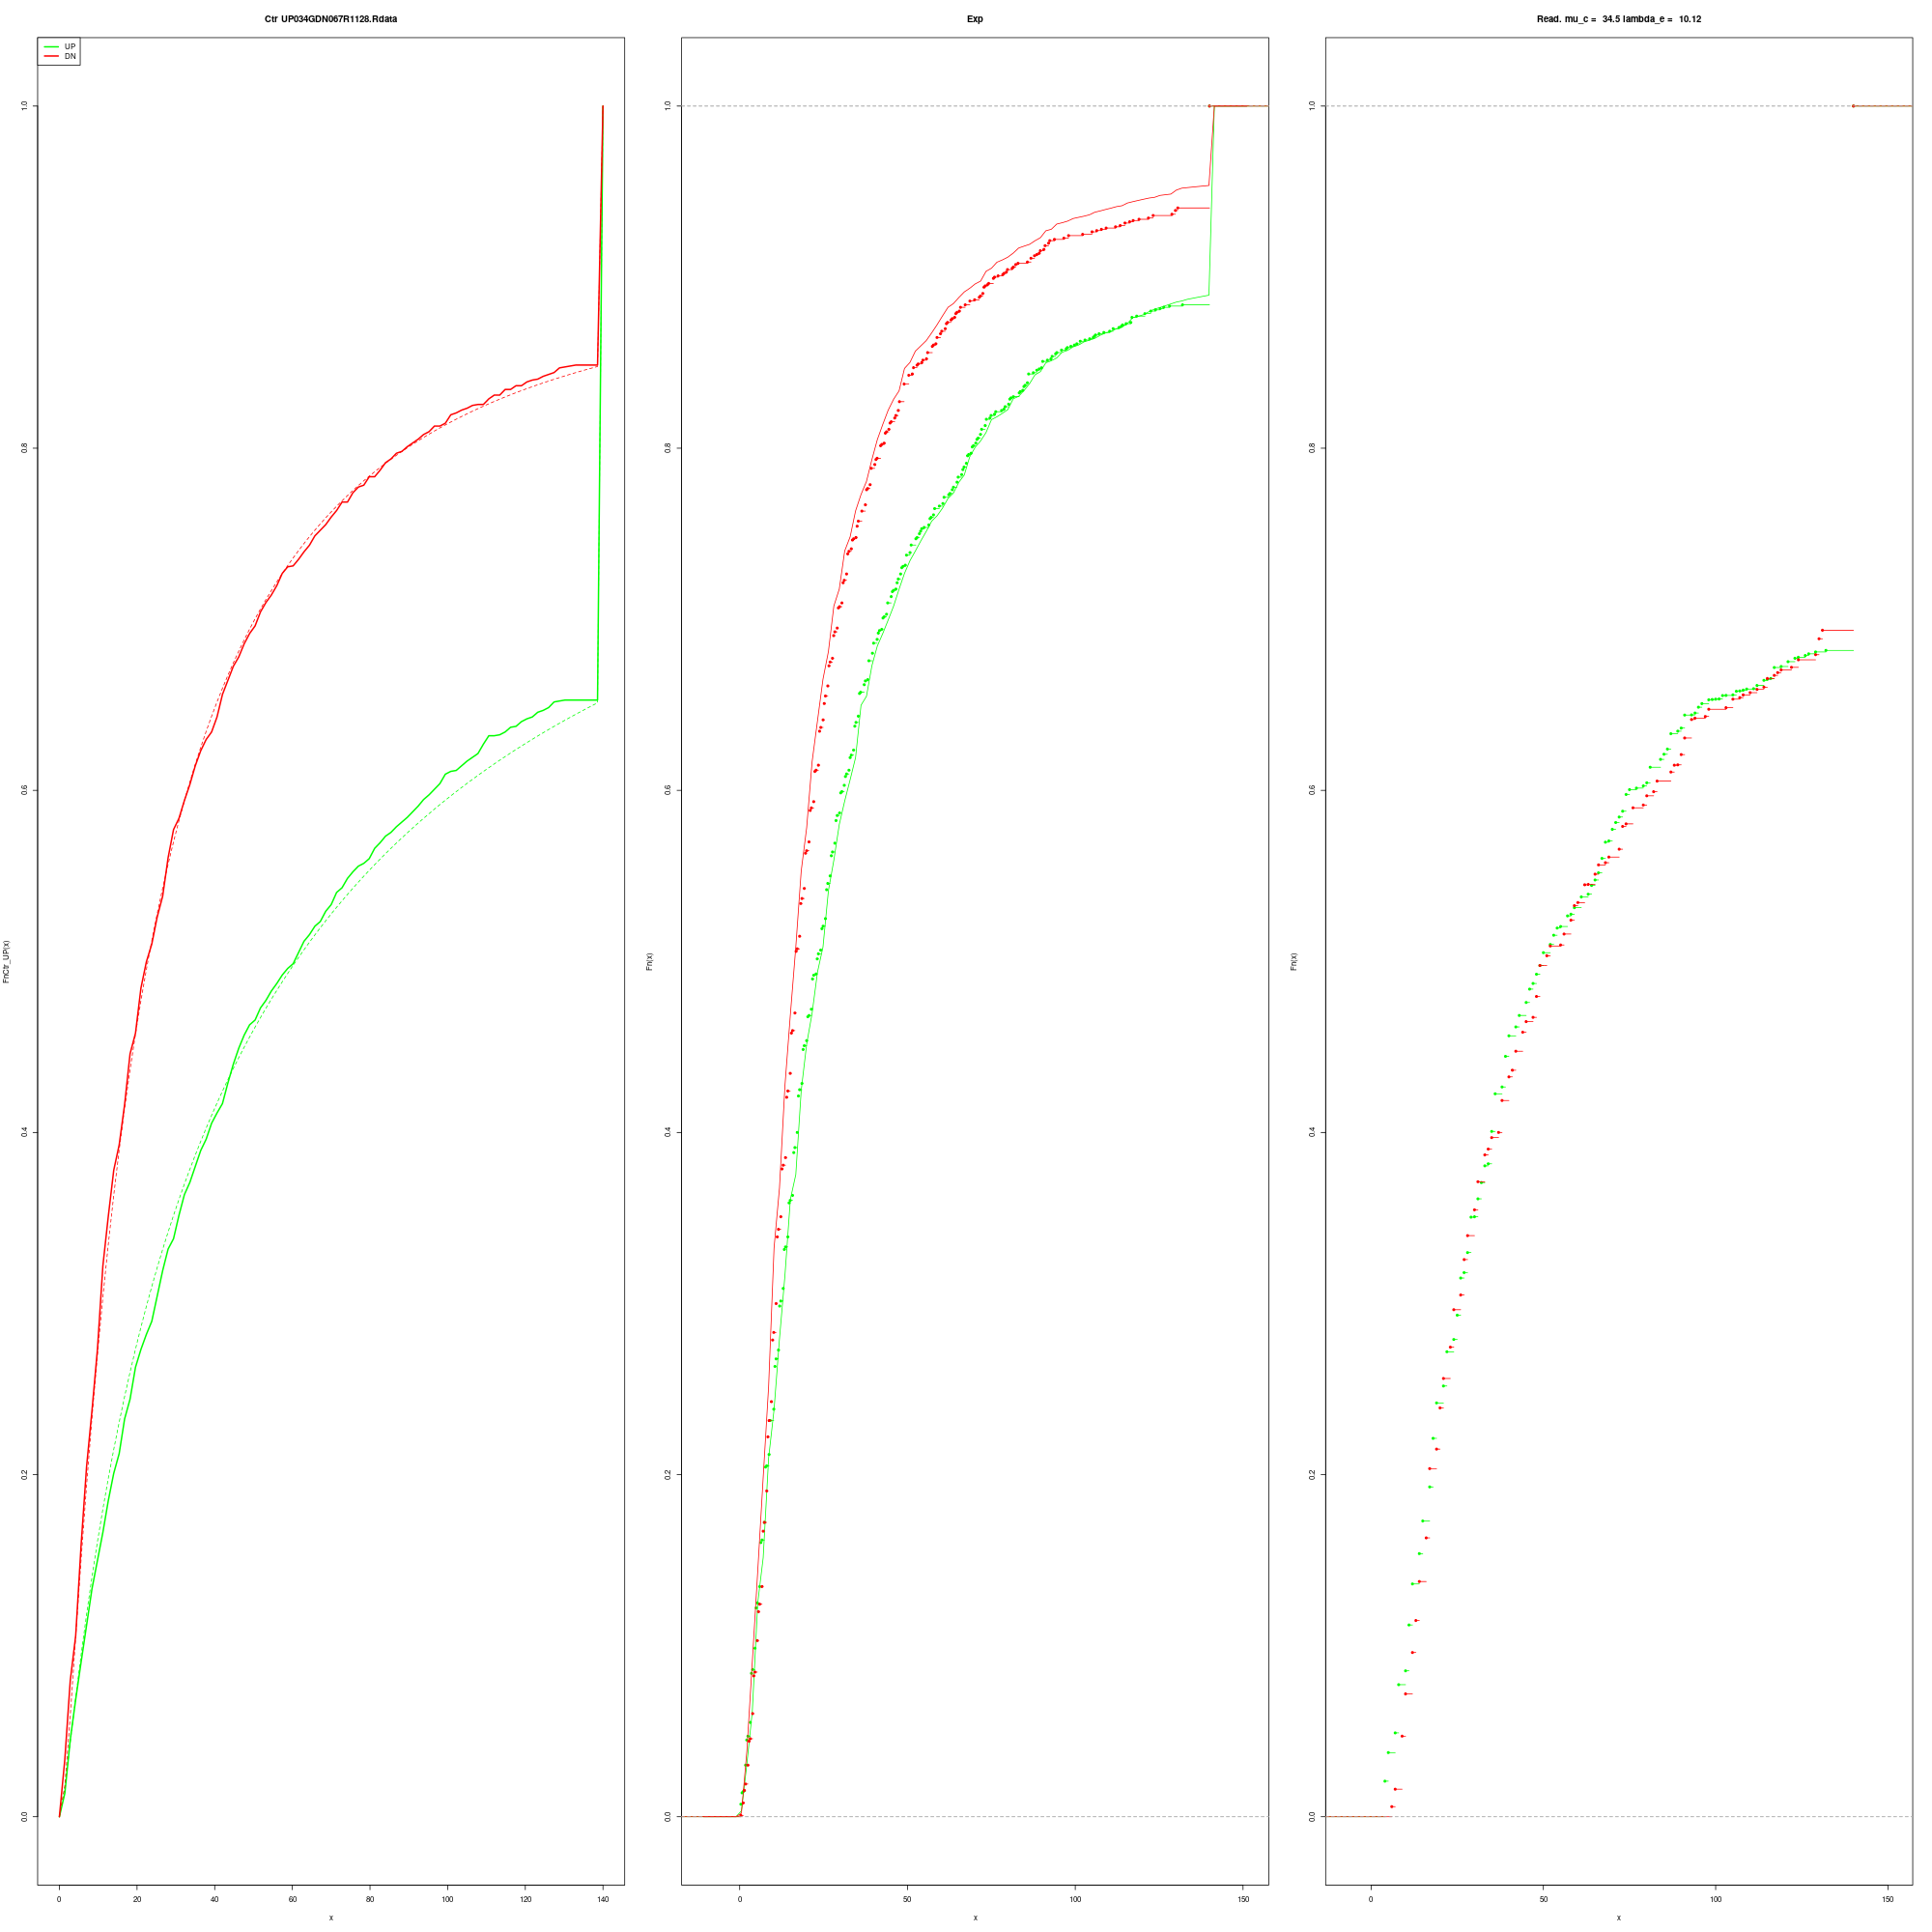 Ctr UP034GDN067R1128.Rdata
UP
DN
FnCtr_UP(x)
0.0 0.2 0.4 0.6 0.8 1.0
0 20 40 60 80 100 120 140
x
Exp
Fn(x)
0.0 0.2 0.4 0.6 0.8 1.0
0 50 100 150
x
Read. mu_c = 34.5 lambda_e = 10.12
Fn(x)
0.0 0.2 0.4 0.6 0.8 1.0
0 50 100 150
x